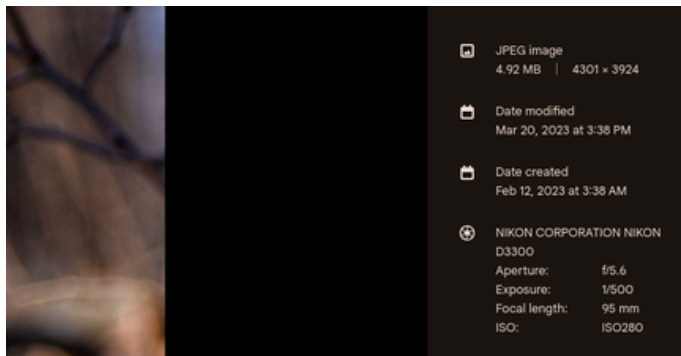 JPEG image
4.92 MB | 4301 × 3924
Date modified
Mar 20, 2023 at 3:38 PM
Date created
Feb 12, 2023 at 3:38 AM
NIKON CORPORATION NIKON
D3300
Aperture: f/5.6
Exposure: 1/500
Focal length: 95 mm
ISO: ISO280